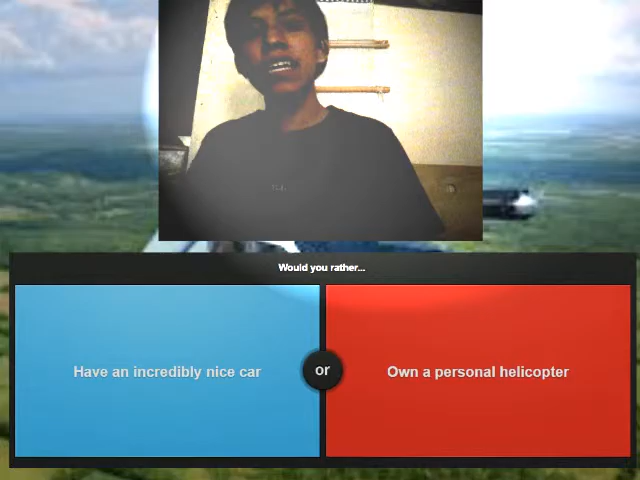 Would you rather...
Have an incredibly nice car
or
Own a personal helicopter